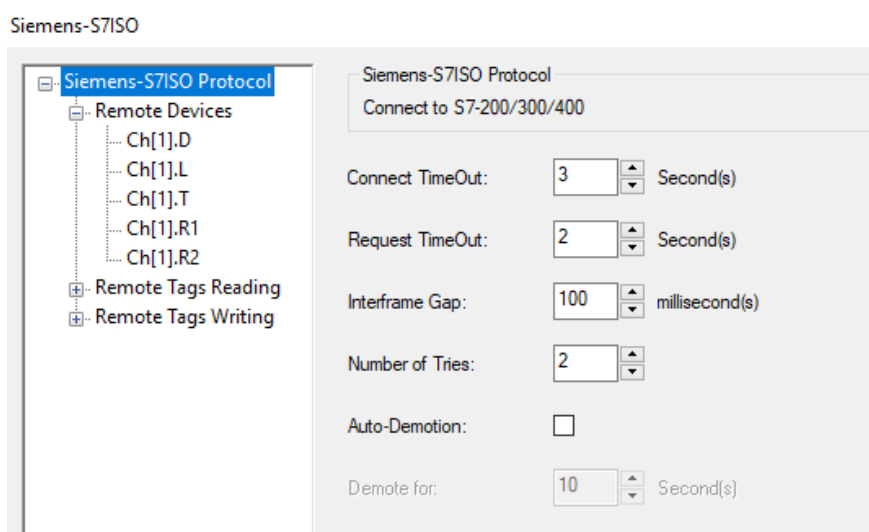 Siemens-S7ISO
Siemens-S7ISO Protocol
Remote Devices
Ch[1].D
Ch[1].L
Ch[1].T
Ch[1].R1
Ch[1].R2
Remote Tags Reading
Remote Tags Writing
Siemens-S7ISO Protocol
Connect to S7-200/300/400
Connect TimeOut: 3 Second(s)
Request TimeOut: 2 Second(s)
Interframe Gap: 100 millisecond(s)
Number of Tries: 2
Auto-Demotion:
Demote for: 10 Second(s)